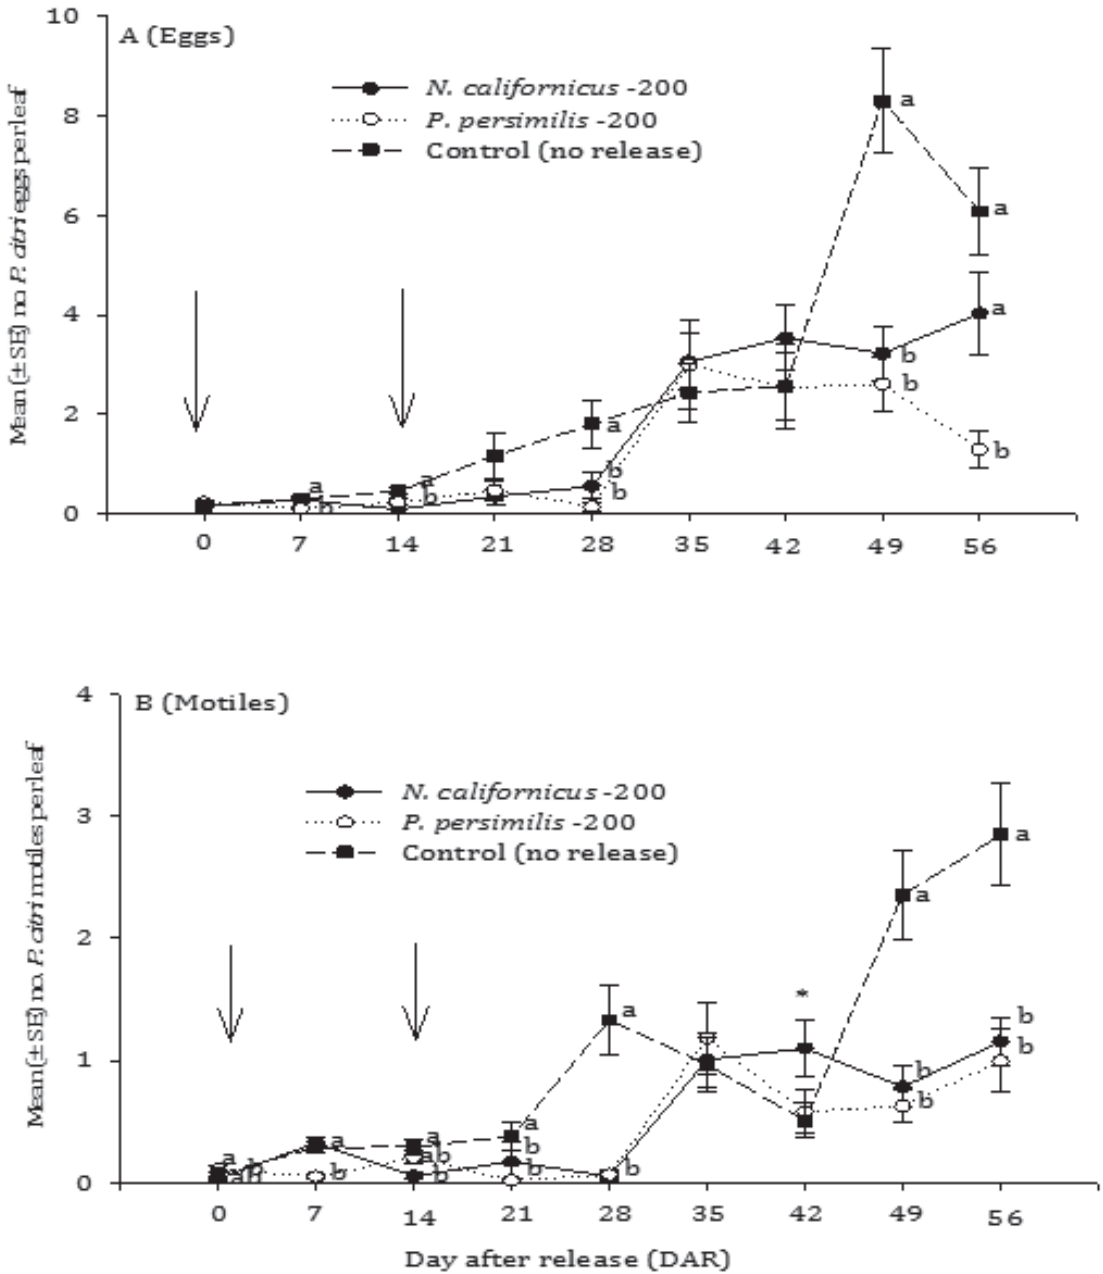 10
A (Eggs)
N. californicus -200
P. persimilis -200
Control (no release)
8
6
4
2
0
Mean (±SE) no. P. citri eggs per leaf
a
a
a
b
b
b
a
b
b
a
b
a
b
0 7 14 21 28 35 42 49 56
4
B (Motiles)
N. californicus -200
P. persimilis -200
Control (no release)
3
2
1
0
Mean (±SE) no. P. citri motiles per leaf
a
a
a
*
b
b
b
b
a
b
b
b
a
ab
b
a
b
a
b
ab
0 7 14 21 28 35 42 49 56
Day after release (DAR)